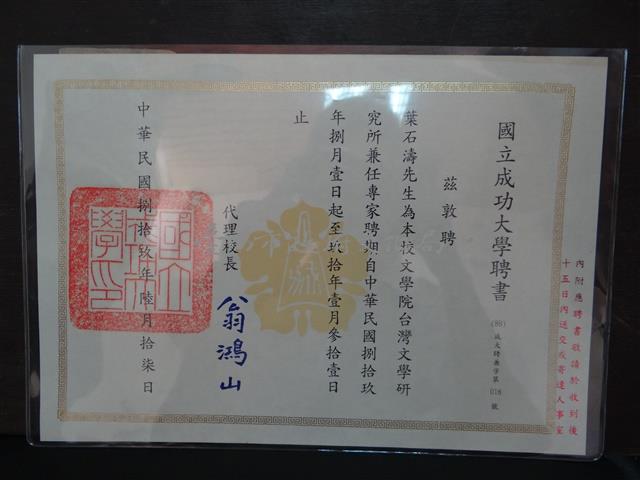 國立成功大學聘書
(89)成大聘兼字第018號
茲敦聘
葉石濤先生為本校文學院台灣文學研
究所兼任專家聘期自中華民國捌拾玖
年捌月壹日起至玖拾年壹月參拾壹日
止
代理校長
翁鴻山
中華民國捌拾玖年陸月拾柒日
內附應聘書敬請於收到後
十五日內送交或寄達人事室